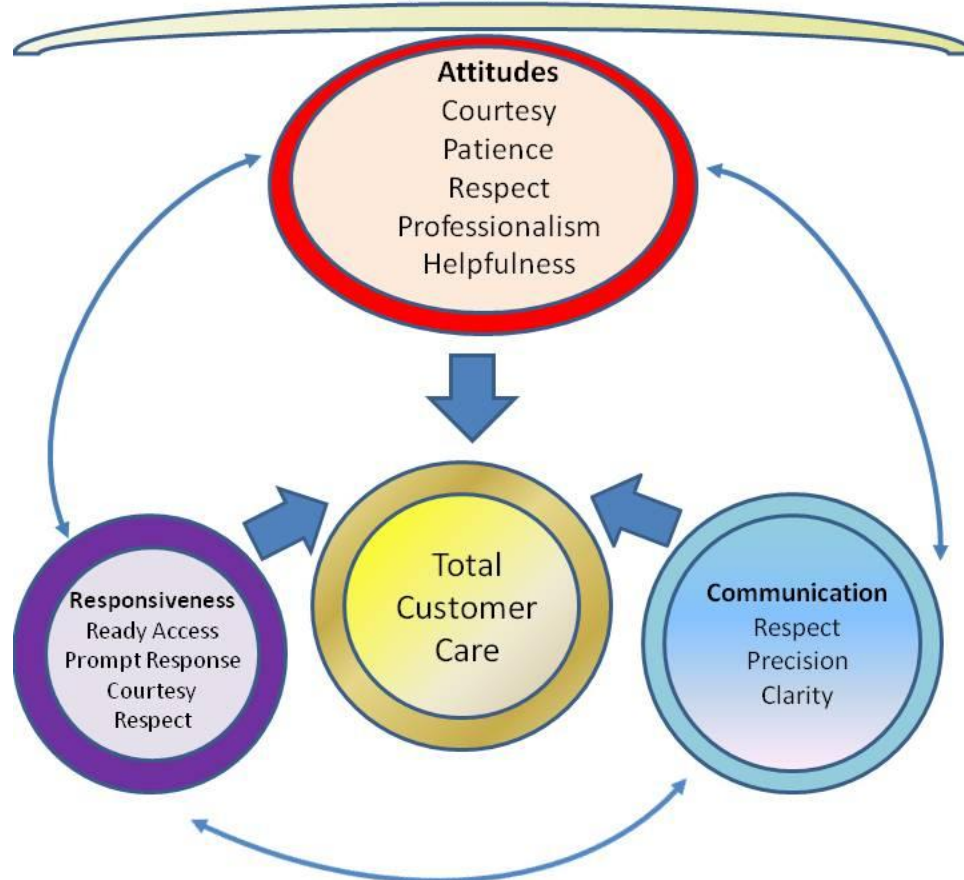 Attitudes
Courtesy
Patience
Respect
Professionalism
Helpfulness
Total
Customer
Care
Responsiveness
Ready Access
Prompt Response
Courtesy
Respect
Communication
Respect
Precision
Clarity